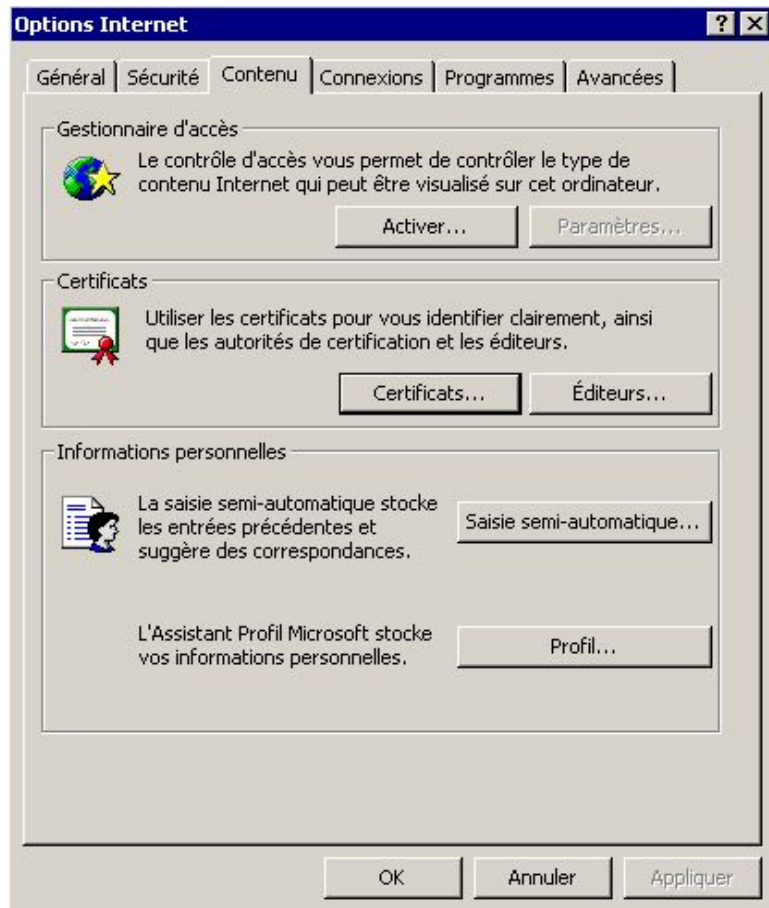 Options Internet
Général Sécurité Contenu Connexions Programmes Avancées
Gestionnaire d'accès
Le contrôle d'accès vous permet de contrôler le type de
contenu Internet qui peut être visualisé sur cet ordinateur.
Activer... Paramètres...
Certificats
Utiliser les certificats pour vous identifier clairement, ainsi
que les autorités de certification et les éditeurs.
Certificats... Éditeurs...
Informations personnelles
La saisie semi-automatique stocke
les entrées précédentes et
suggère des correspondances.
Saisie semi-automatique...
L'Assistant Profil Microsoft stocke
vos informations personnelles.
Profil...
OK Annuler Appliquer